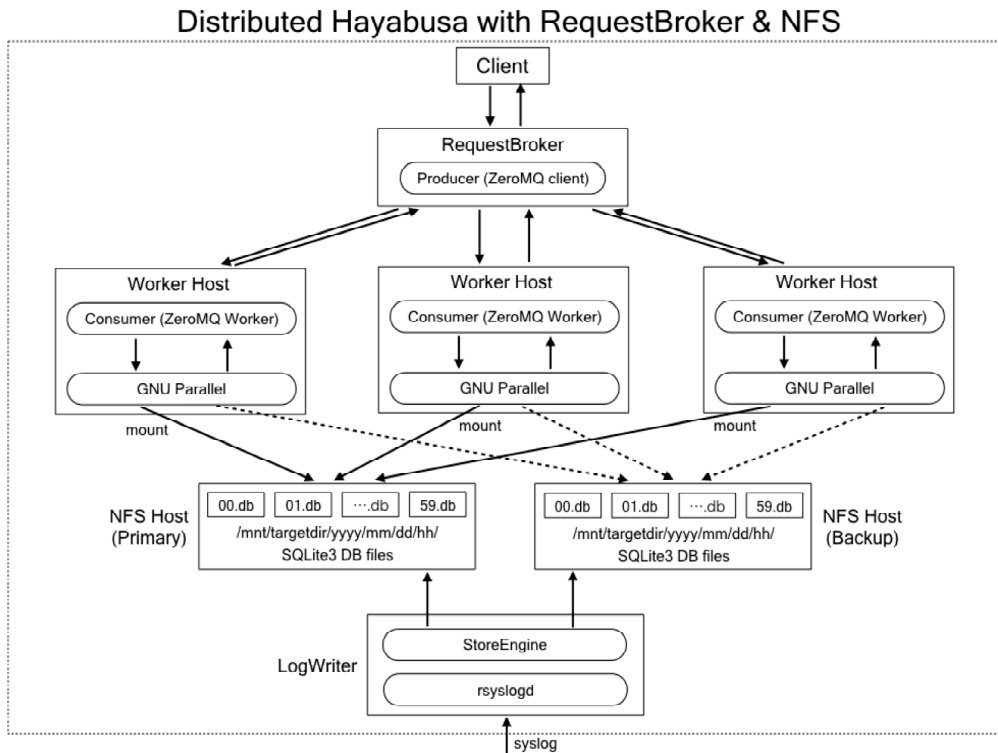 Distributed Hayabusa with RequestBroker & NFS
Client
RequestBroker
Producer (ZeroMQ client)
Worker Host
Consumer (ZeroMQ Worker)
GNU Parallel
Worker Host
Consumer (ZeroMQ Worker)
GNU Parallel
Worker Host
Consumer (ZeroMQ Worker)
GNU Parallel
mount
mount
mount
NFS Host
(Primary)
00.db
01.db
….db
59.db
/mnt/targetdir/yyyy/mm/dd/hh/
SQLite3 DB files
00.db
01.db
….db
59.db
/mnt/targetdir/yyyy/mm/dd/hh/
SQLite3 DB files
NFS Host
(Backup)
LogWriter
StoreEngine
rsyslogd
syslog